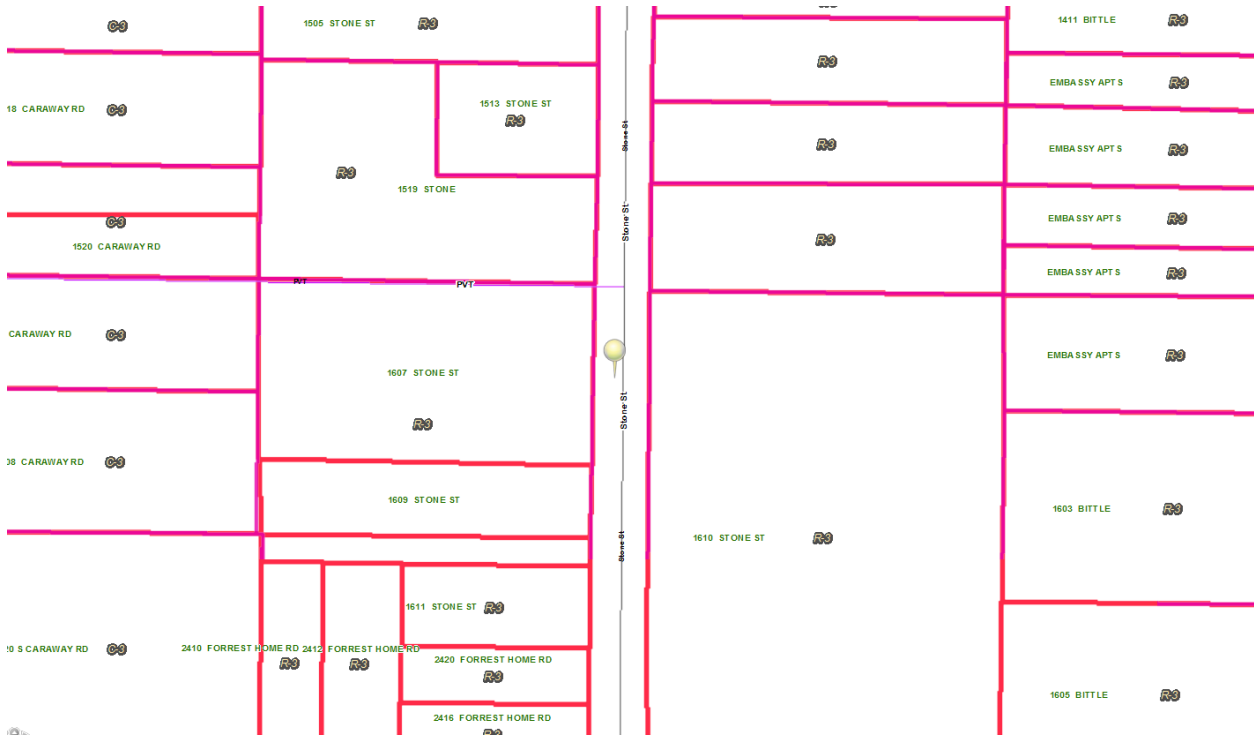 C-3
1505 STONE ST
R-3
1411 BITTLE
R-3
R-3
EMBASSY APTS
R-3
18 CARAWAY RD
C-3
1513 STONE ST
R-3
Stone St
R-3
EMBASSY APTS
R-3
R-3
1519 STONE
C-3
Stone St
EMBASSY APTS
R-3
1520 CARAWAY RD
R-3
PVT
PVT
EMBASSY APTS
R-3
CARAWAY RD
C-3
1607 STONE ST
R-3
EMBASSY APTS
R-3
Stone St
08 CARAWAY RD
C-3
1609 STONE ST
1603 BITTLE
R-3
Stone St
1610 STONE ST
R-3
1611 STONE ST
R-3
20 S CARAWAY RD
C-3
2410 FORREST HOME RD
R-3
2412 FORREST HOME RD
R-3
2420 FORREST HOME RD
R-3
1605 BITTLE
R-3
2416 FORREST HOME RD
R-3